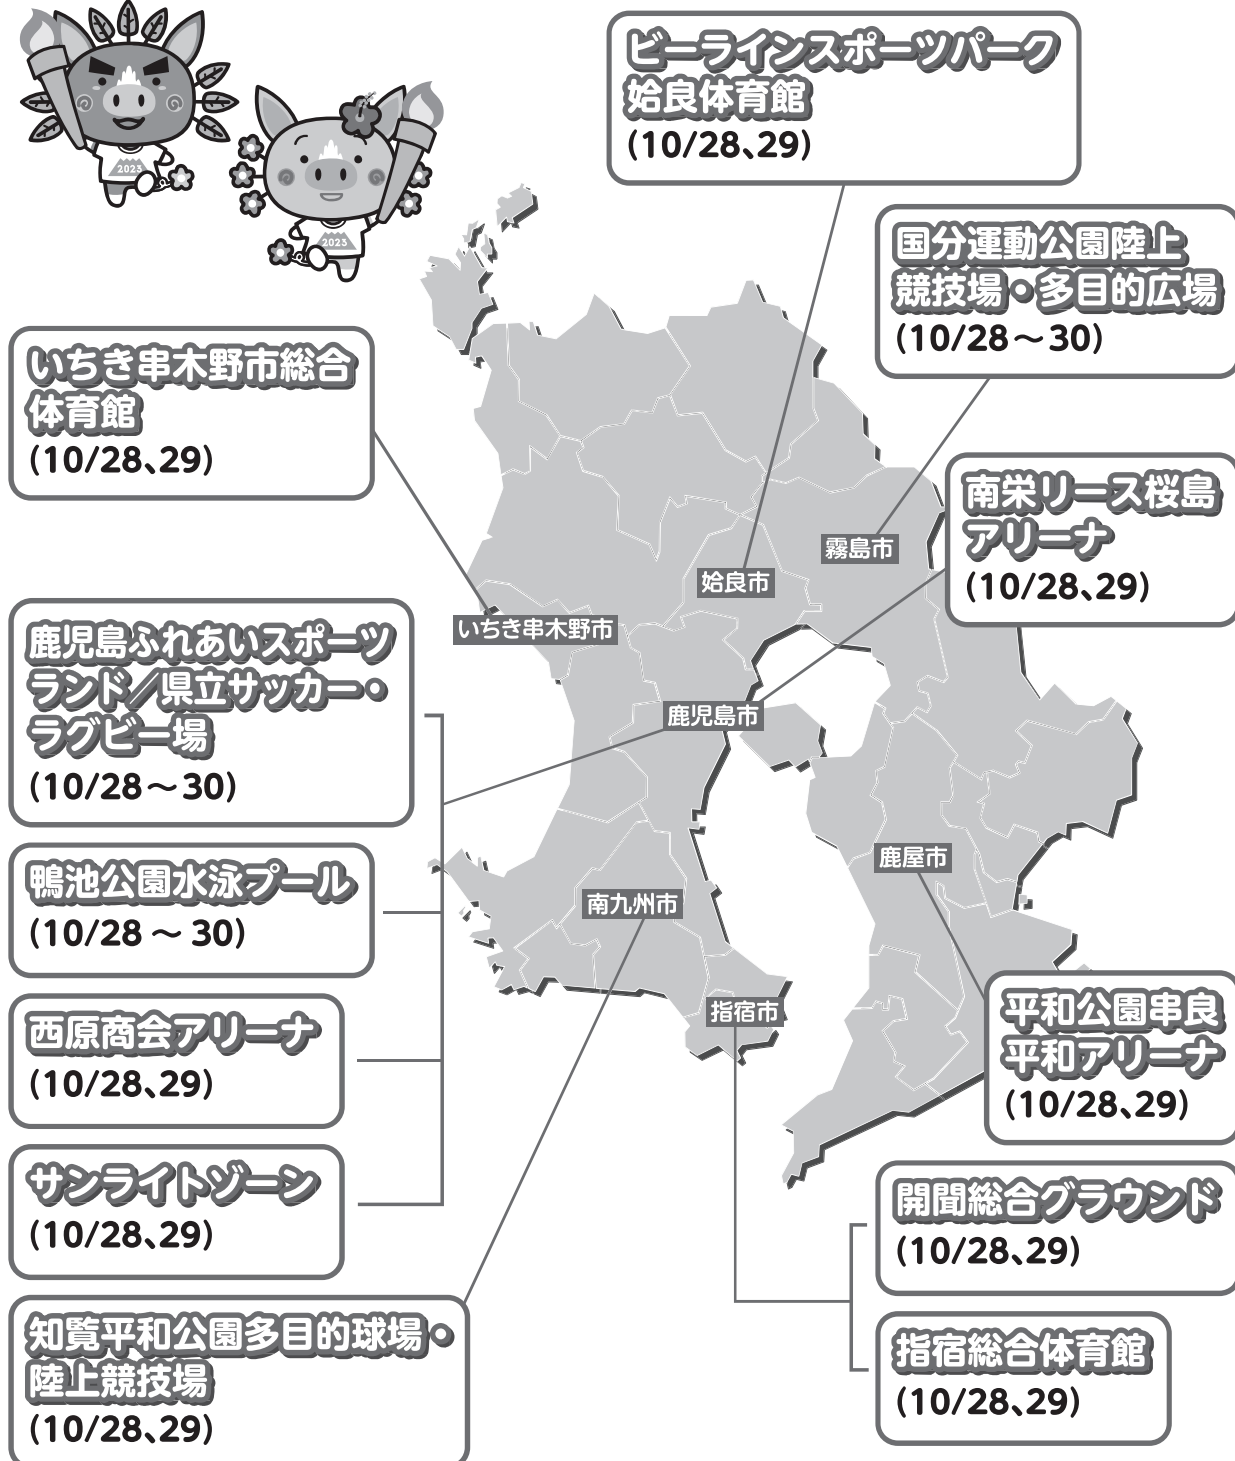 2023
2023
ビーラインスポーツパーク
姶良体育館
(10/28、29)
国分運動公園陸上
競技場・多目的広場
(10/28～30)
いちき串木野市総合
体育館
(10/28、29)
南栄リース桜島
アリーナ
(10/28、29)
霧島市
姶良市
いちき串木野市
鹿児島市
鹿児島ふれあいスポーツ
ランド／県立サッカー・
ラグビー場
(10/28～30)
鴨池公園水泳プール
(10/28 ～ 30)
鹿屋市
南九州市
指宿市
西原商会アリーナ
(10/28、29)
平和公園串良
平和アリーナ
(10/28、29)
サンライトゾーン
(10/28、29)
開聞総合グラウンド
(10/28、29)
知覧平和公園多目的球場・
陸上競技場
(10/28、29)
指宿総合体育館
(10/28、29)